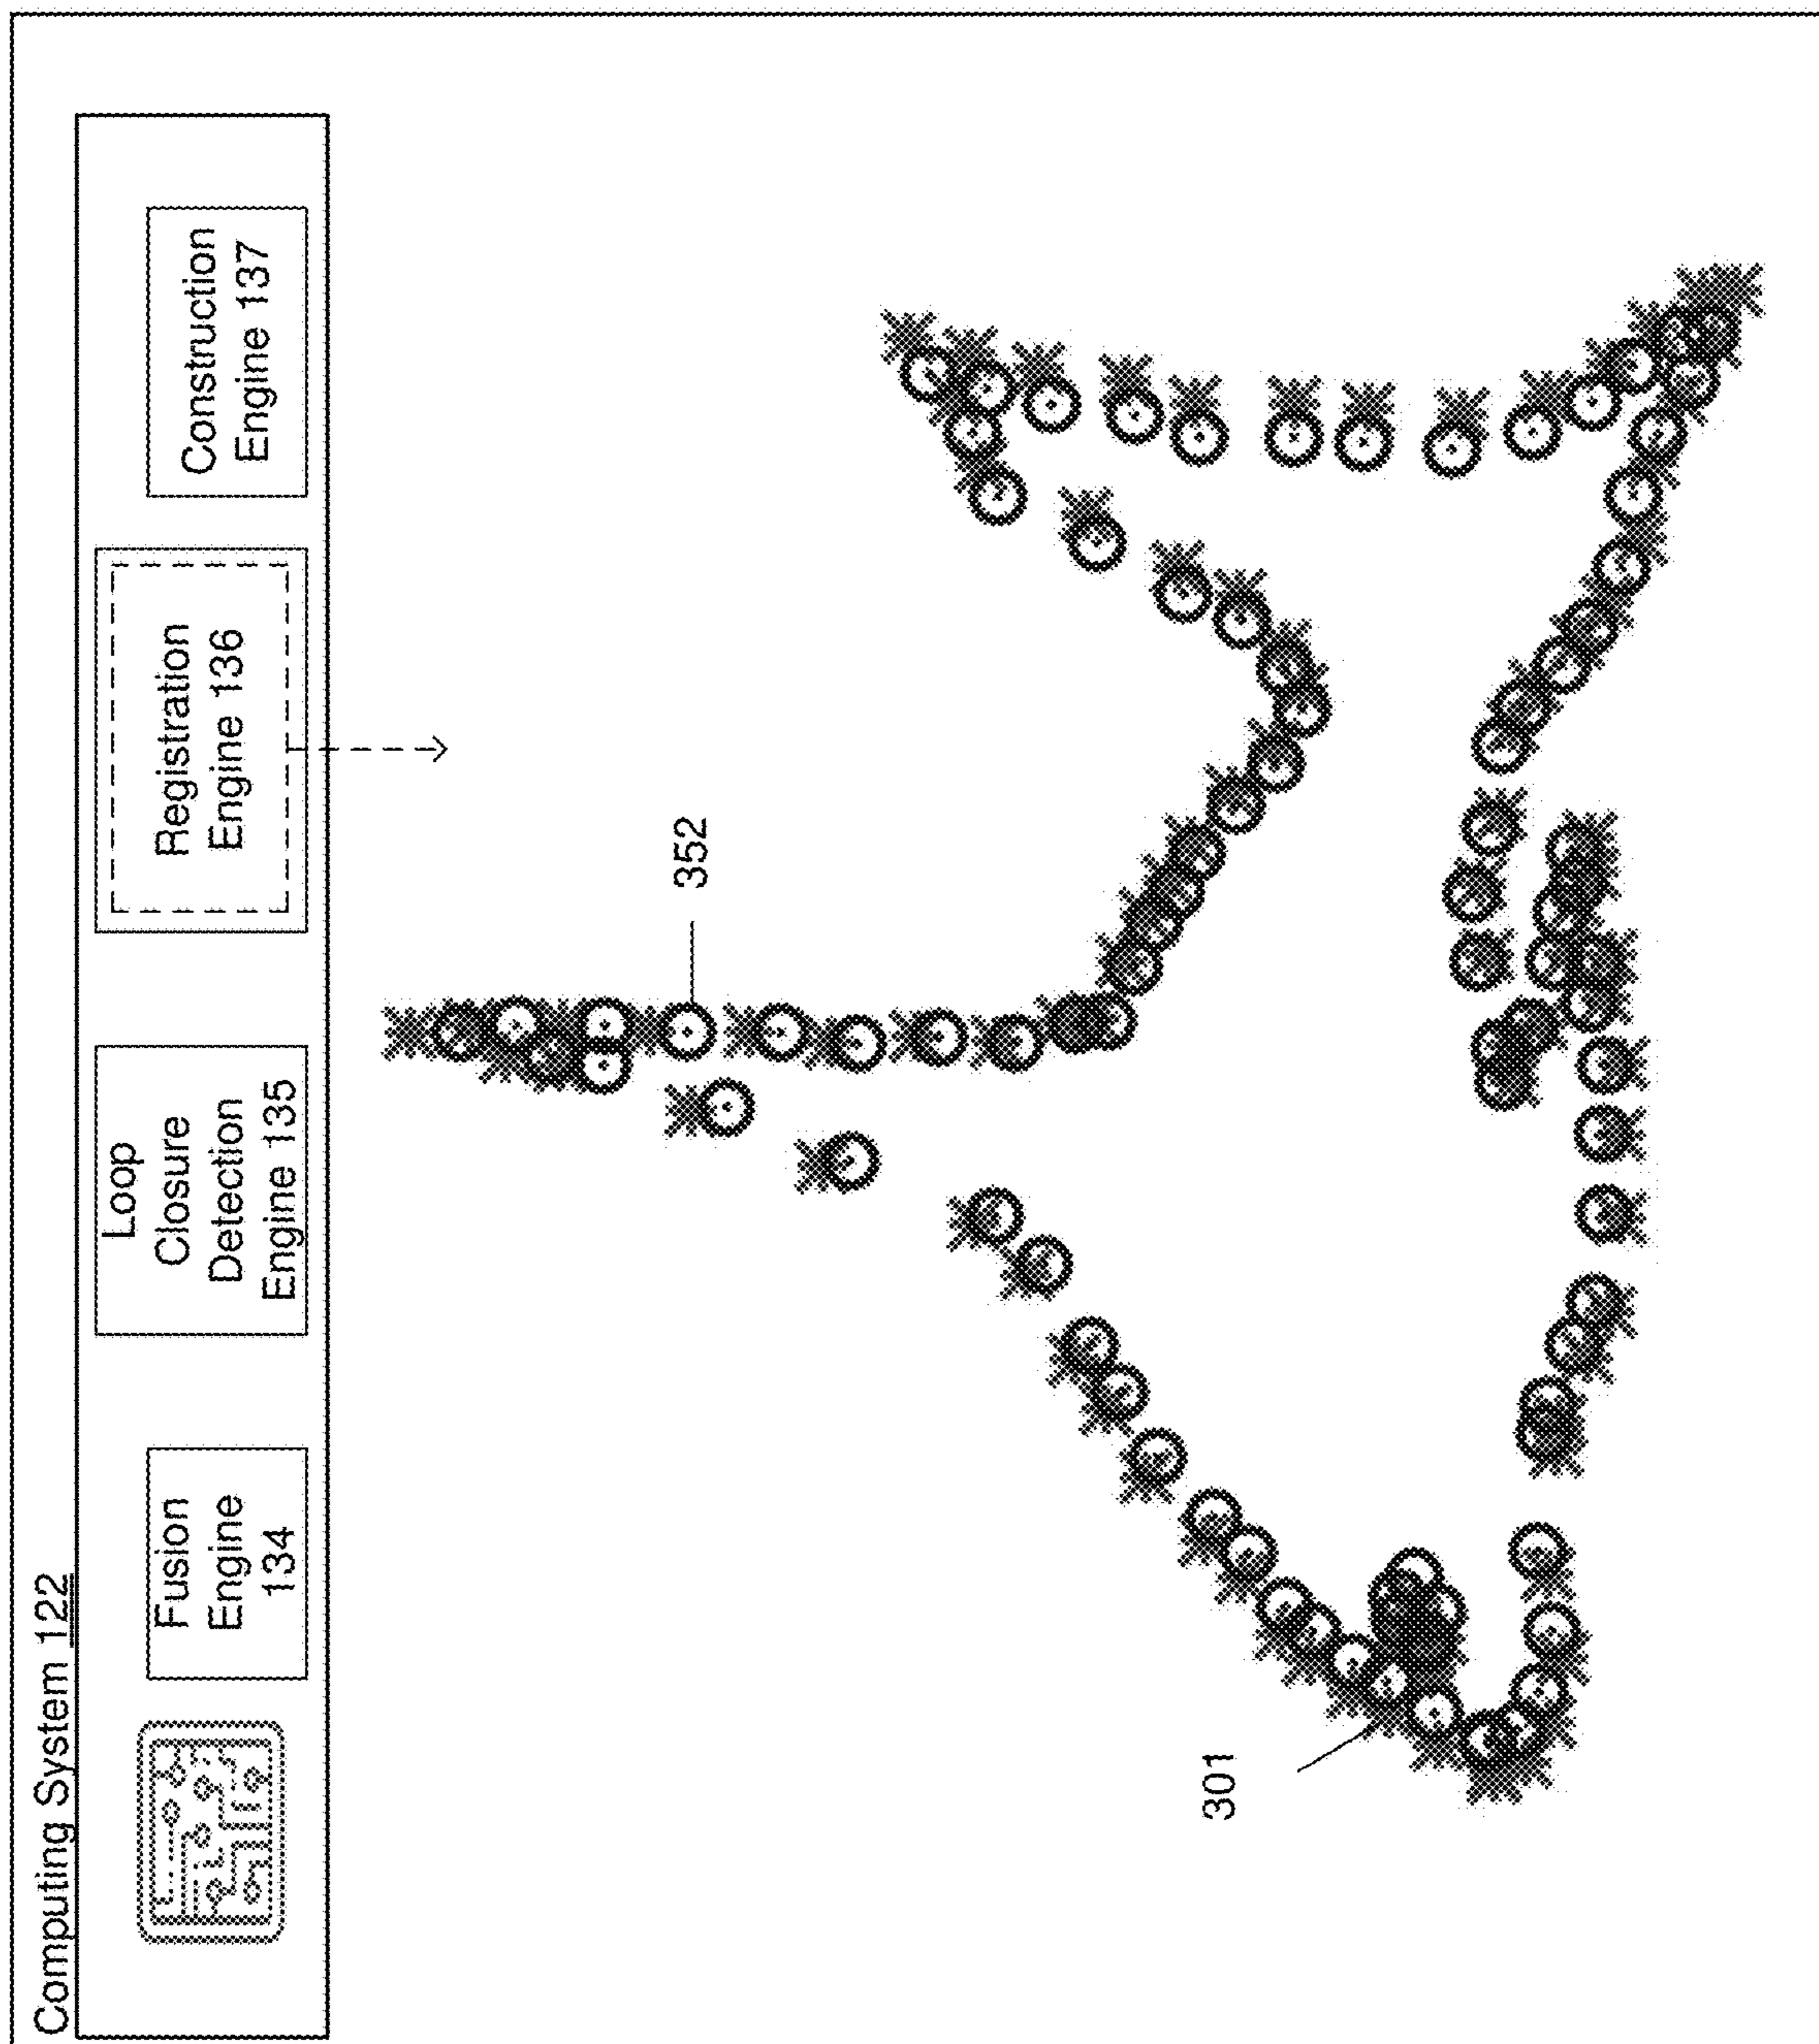 Computing System 122
Fusion
Engine
134
Loop
Closure
Detection
Engine 135
Registration
Engine 136
Construction
Engine 137
352
301